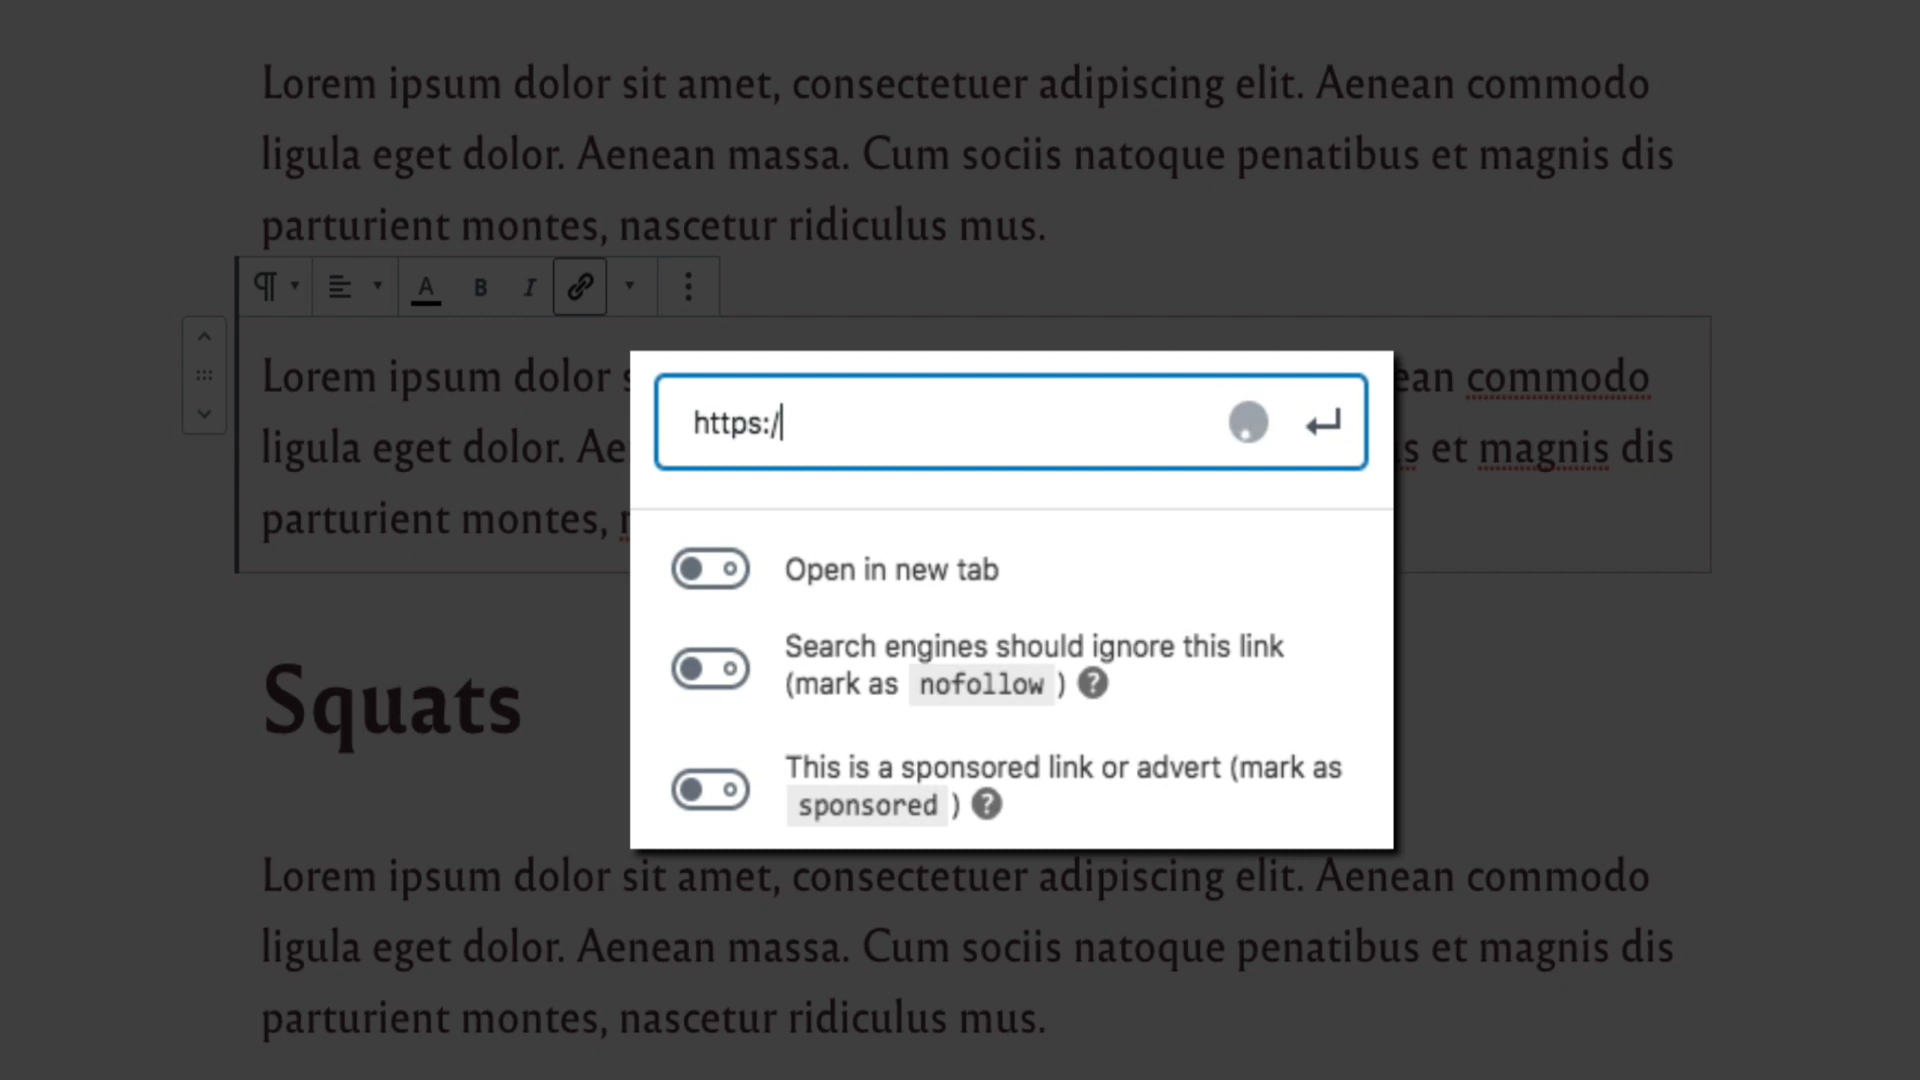 Lorem ipsum dolor sit amet, consectetuer adipiscing elit. Aenean commodo
ligula eget dolor. Aenean massa. Cum sociis natoque penatibus et magnis dis
parturient montes, nascetur ridiculus mus.
A B I
Lorem ipsum dolor commodo
ligula eget dolor. et magnis dis
parturient montes,
https:/
Open in new tab
Search engines should ignore this link
(mark as nofollow ) ?
This is a sponsored link or advert (mark as
sponsored ) ?
Squats
Lorem ipsum dolor sit amet, consectetuer adipiscing elit. Aenean commodo
ligula eget dolor. Aenean massa. Cum sociis natoque penatibus et magnis dis
parturient montes, nascetur ridiculus mus.